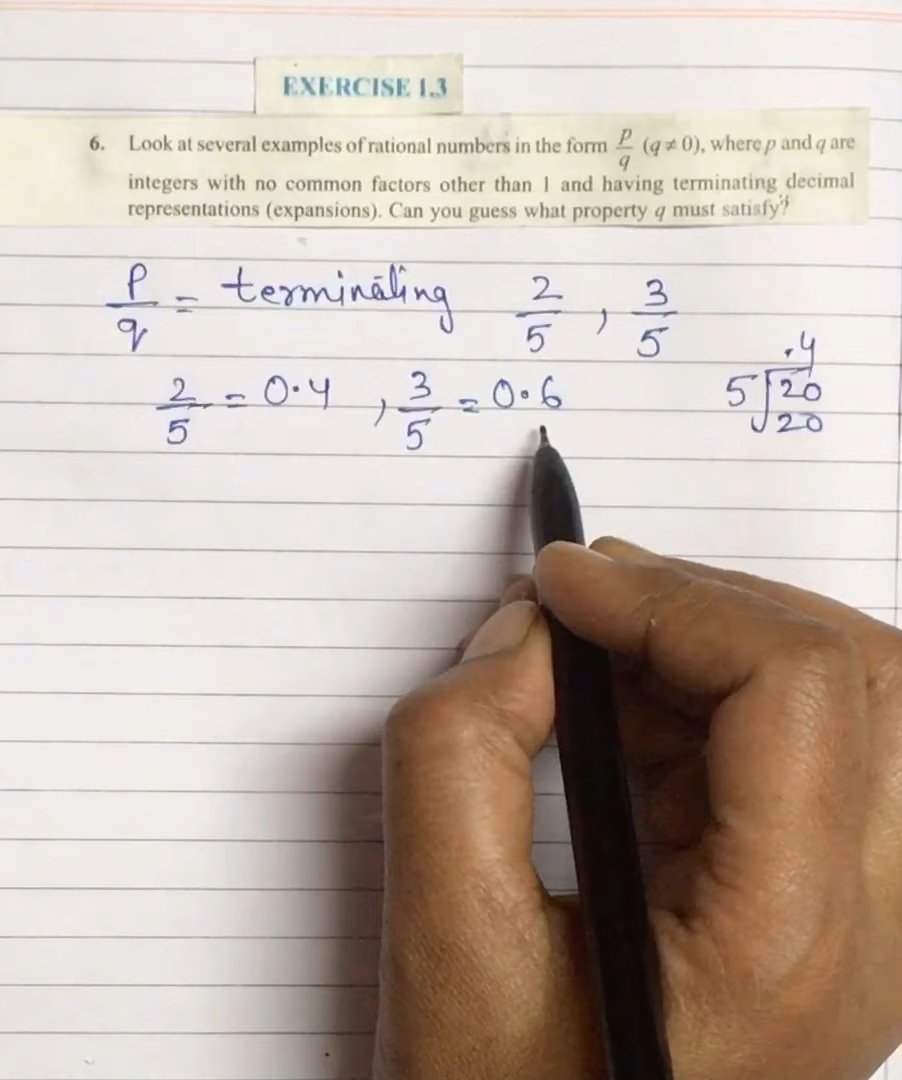 EXERCISE 1.3
6. Look at several examples of rational numbers in the form p/q (q ≠ 0), where p and q are
integers with no common factors other than 1 and having terminating decimal
representations (expansions). Can you guess what property q must satisfy?
p/q = terminating 2/5 , 3/5
2/5 = 0.4 , 3/5 = 0.6
.4
5 20
20